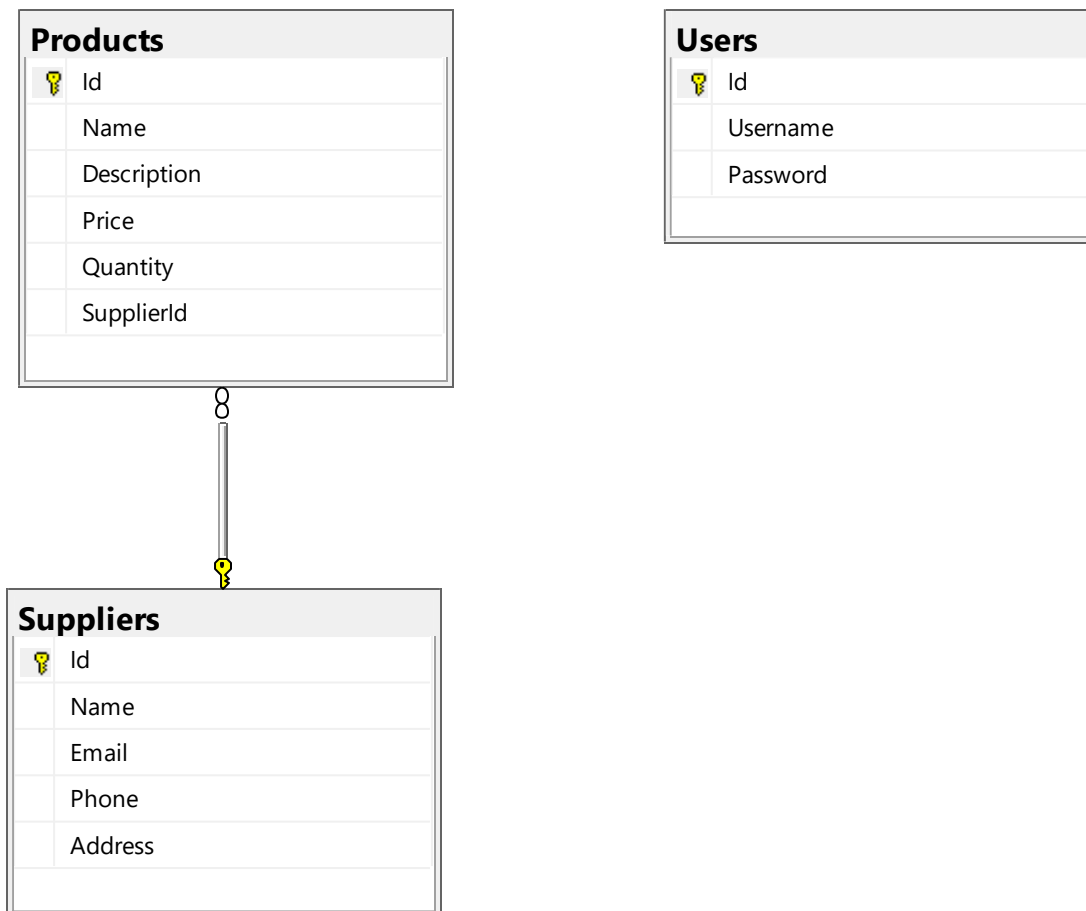 Products
Id
Name
Description
Price
Quantity
SupplierId
Users
Id
Username
Password
Suppliers
Id
Name
Email
Phone
Address